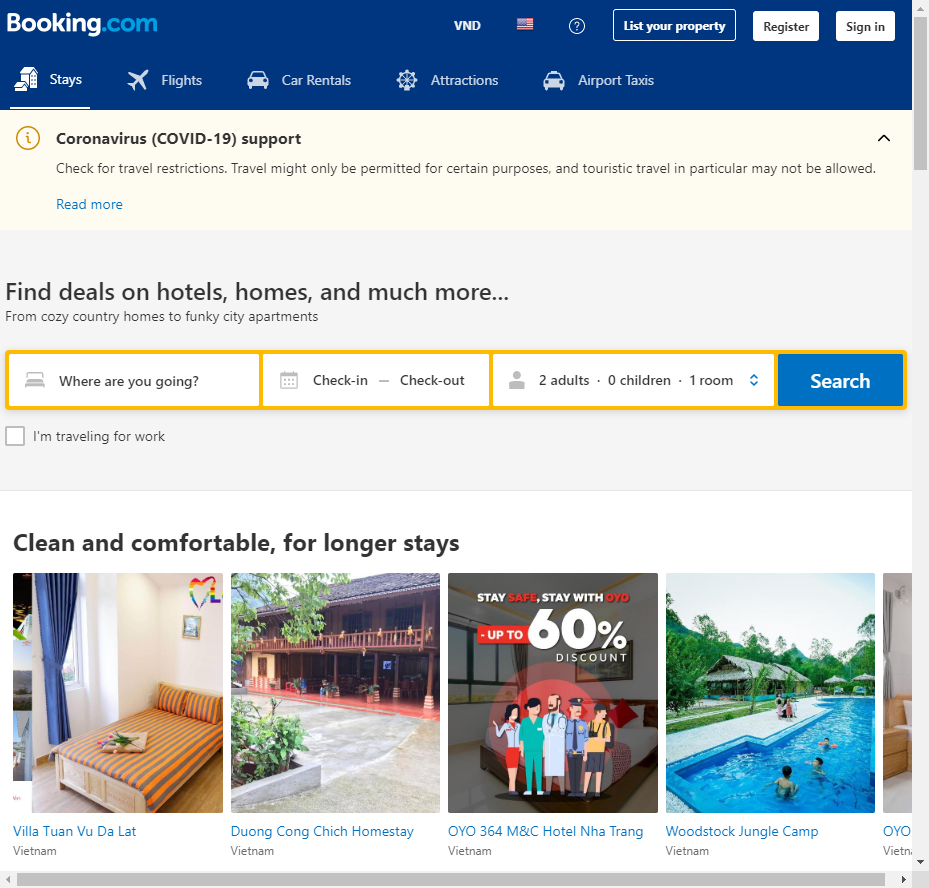 Booking.com
VND
List your property
Register
Sign in
Stays
Flights
Car Rentals
Attractions
Airport Taxis
Coronavirus (COVID-19) support
Check for travel restrictions. Travel might only be permitted for certain purposes, and touristic travel in particular may not be allowed.
Read more
Find deals on hotels, homes, and much more...
From cozy country homes to funky city apartments
Where are you going?
Check-in — Check-out
2 adults · 0 children · 1 room
Search
I'm traveling for work
Clean and comfortable, for longer stays
STAY SAFE, STAY WITH OYO
- UP TO 60%
DISCOUNT
Villa Tuan Vu Da Lat
Vietnam
Duong Cong Chich Homestay
Vietnam
OYO 364 M&C Hotel Nha Trang
Vietnam
Woodstock Jungle Camp
Vietnam
OYO